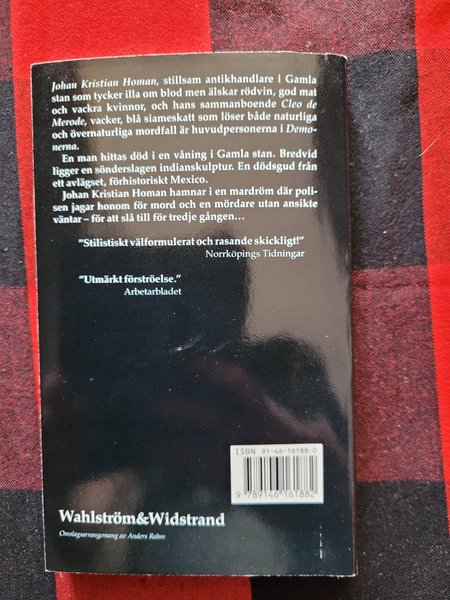 Johan Kristian Homan, stillsam antikhandlare i Gamla
stan som tycker illa om blod men älskar rödvin, god mat
och vackra kvinnor, och hans sammanboende Cleo de
Merode, vacker, blå siameskatt som löser både naturliga
och övernaturliga mordfall är huvudpersonerna i Demo-
nerna.
En man hittas död i en våning i Gamla stan. Bredvid
ligger en sönderslagen indianskulptur. En dödsgud från
ett avlägset, förhistoriskt Mexico.
Johan Kristian Homan hamnar i en mardröm där poli-
sen jagar honom för mord och en mördare utan ansikte
väntar – för att slå till för tredje gången...
"Stilistiskt välformulerat och rasande skickligt!"
Norrköpings Tidningar
"Utmärkt förströelse."
Arbetarbladet
ISBN 91-46-16188-0
9 789146 161882
Wahlström&Widstrand
Omslagsarrangemang av Anders Rahm